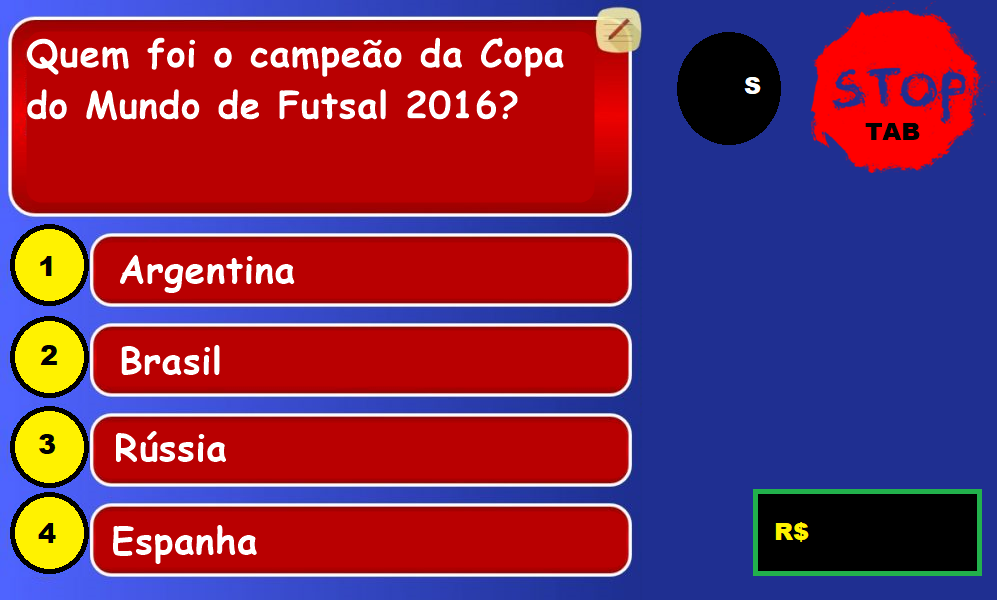 Quem foi o campeão da Copa
do Mundo de Futsal 2016?
S
STOP
TAB
1
Argentina
2
Brasil
3
Rússia
4
Espanha
R$